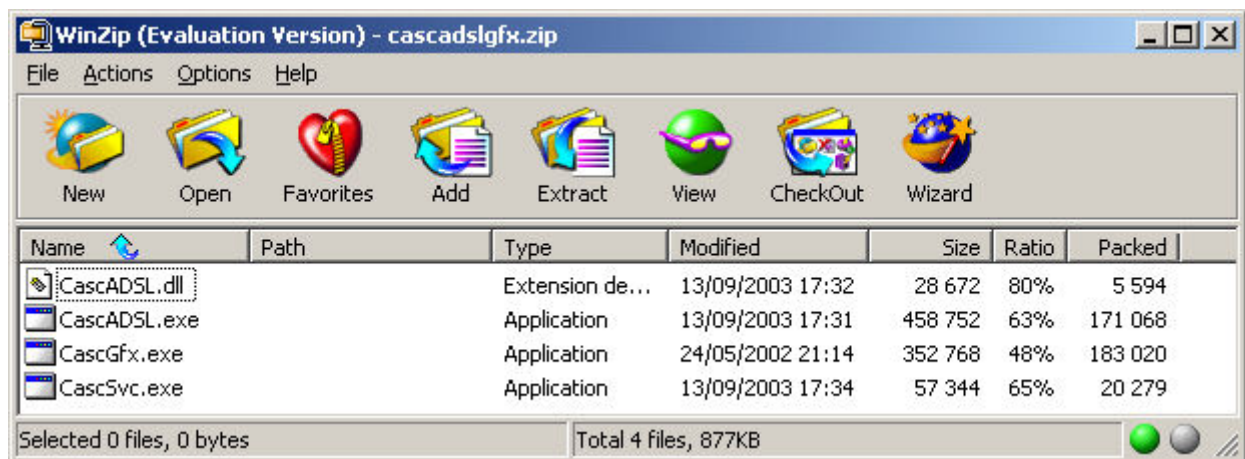 WinZip (Evaluation Version) - cascadslgfx.zip
File Actions Options Help
New Open Favorites Add Extract View CheckOut Wizard
Name Path Type Modified Size Ratio Packed
CascADSL.dll Extension de... 13/09/2003 17:32 28 672 80% 5 594
CascADSL.exe Application 13/09/2003 17:31 458 752 63% 171 068
CascGfx.exe Application 24/05/2002 21:14 352 768 48% 183 020
CascSvc.exe Application 13/09/2003 17:34 57 344 65% 20 279
Selected 0 files, 0 bytes Total 4 files, 877KB